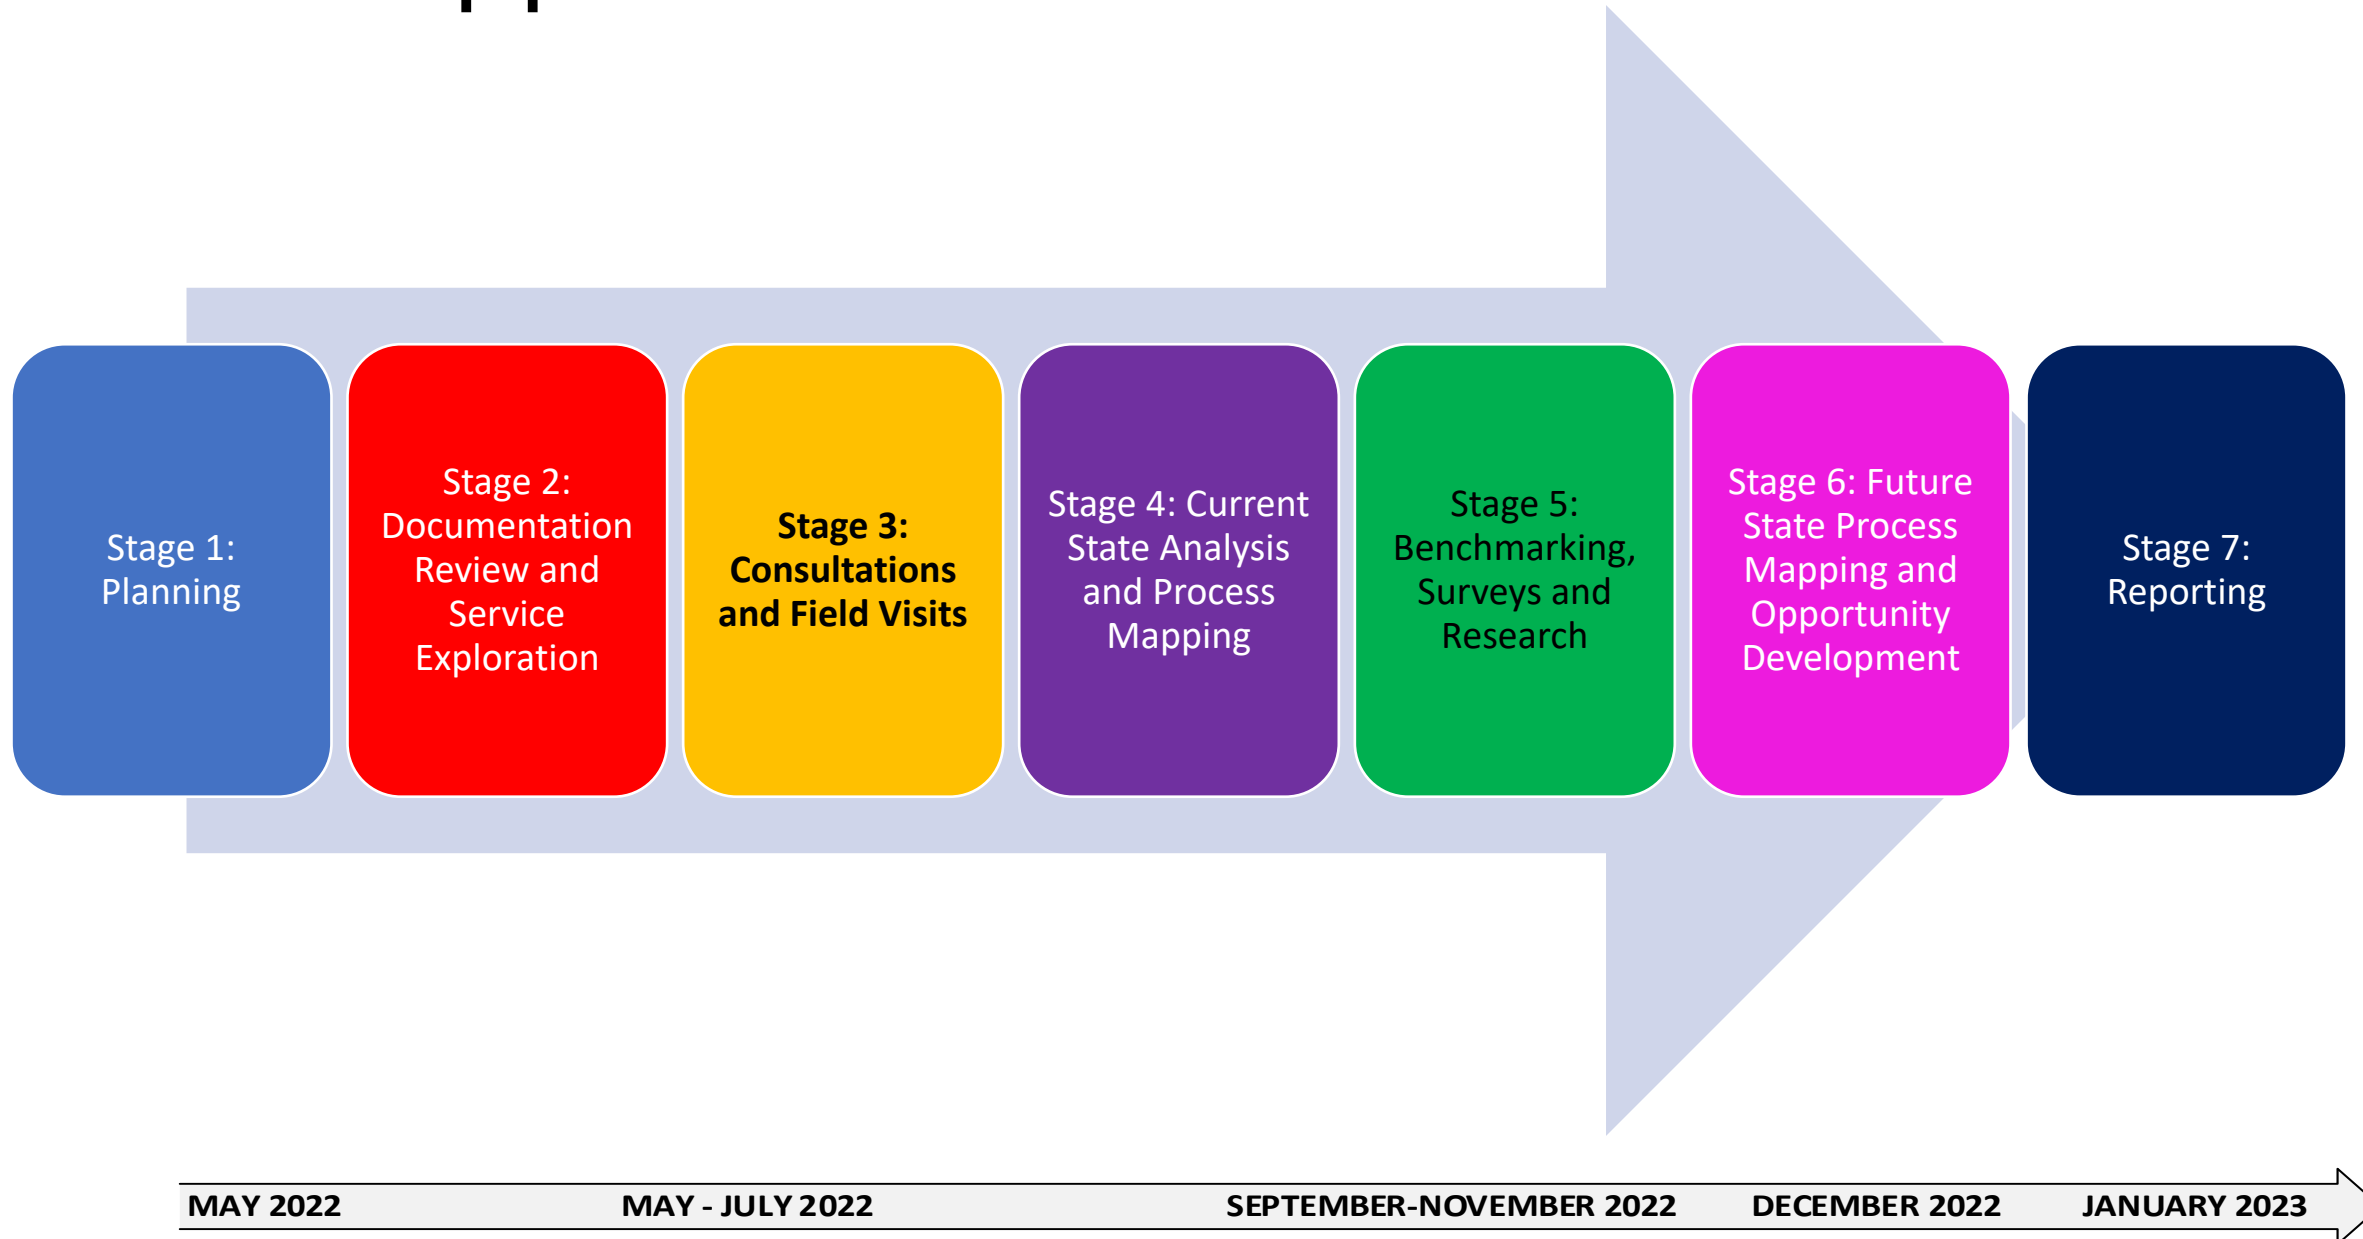 Stage 1:
Planning
Stage 2:
Documentation
Review and
Service
Exploration
Stage 3:
Consultations
and Field Visits
Stage 4: Current
State Analysis
and Process
Mapping
Stage 5:
Benchmarking,
Surveys and
Research
Stage 6: Future
State Process
Mapping and
Opportunity
Development
Stage 7:
Reporting
MAY 2022 MAY - JULY 2022 SEPTEMBER-NOVEMBER 2022 DECEMBER 2022 JANUARY 2023